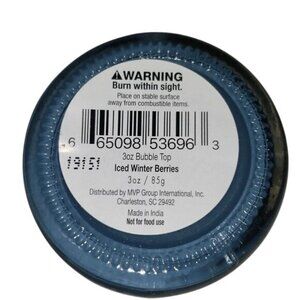 ⚠WARNING
Burn within sight.
Place on stable surface
away from combustible items.
6 65098 53696 3
19151
3oz Bubble Top
Iced Winter Berries
3oz / 85g
Distributed by MVP Group International, Inc.
Charleston, SC 29492
Made in India
Not for food use